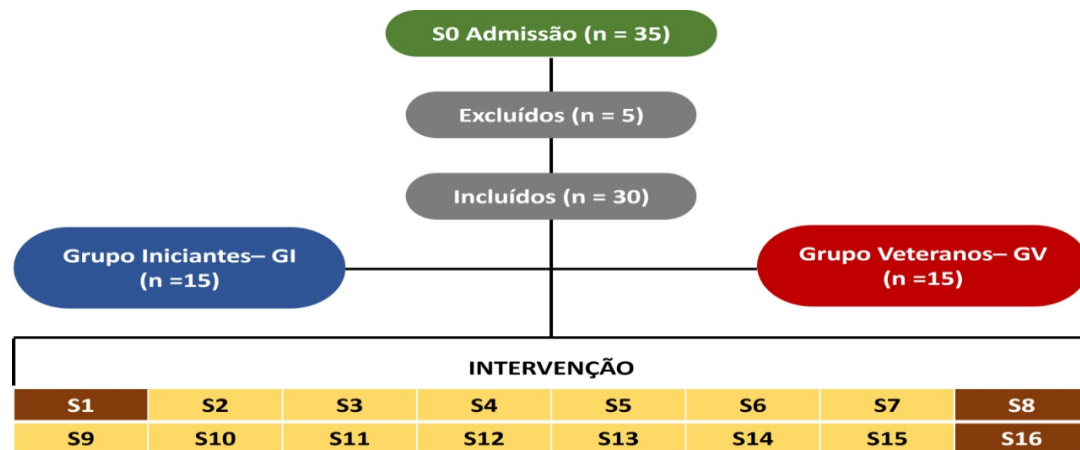 S0 Admissão (n = 35)
Excluídos (n = 5)
Incluídos (n = 30)
Grupo Iniciantes– GI
(n =15)
Grupo Veteranos– GV
(n =15)
INTERVENÇÃO
S1 S2 S3 S4 S5 S6 S7 S8
S9 S10 S11 S12 S13 S14 S15 S16